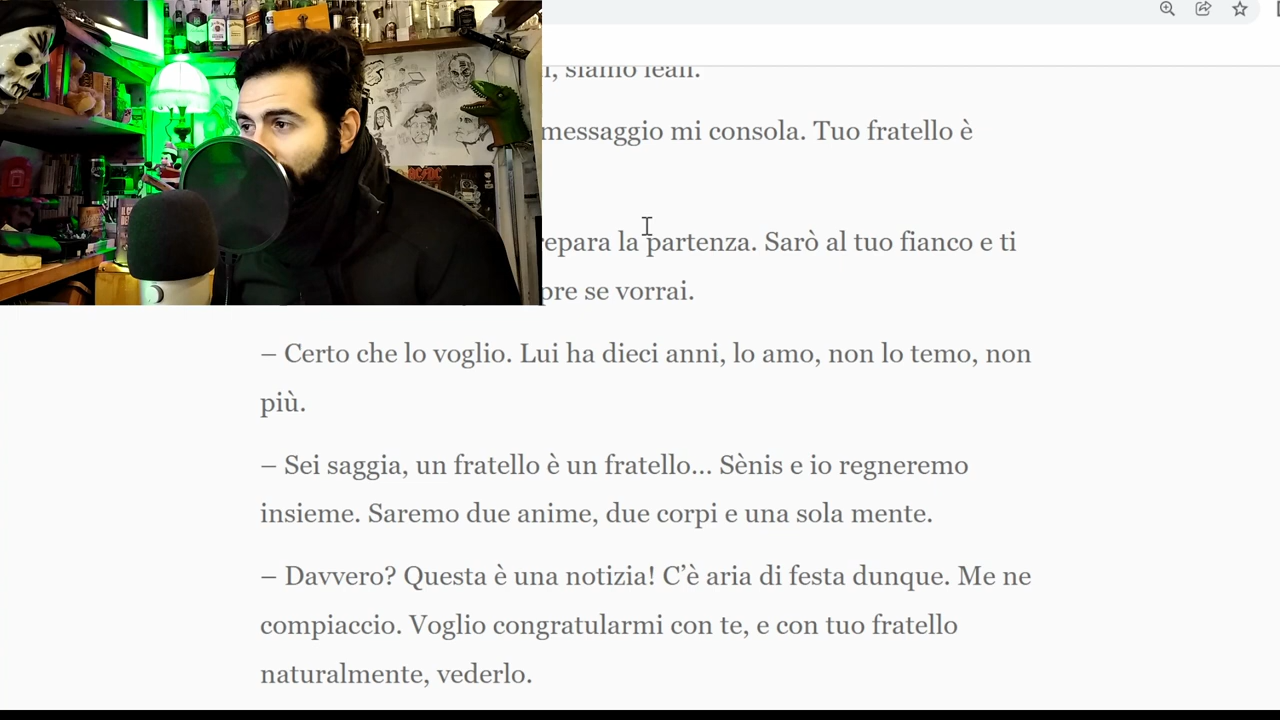 siamo leali.
messaggio mi consola. Tuo fratello è
la partenza. Sarò al tuo fianco e ti
se vorrai.
– Certo che lo voglio. Lui ha dieci anni, lo amo, non lo temo, non
più.
– Sei saggia, un fratello è un fratello… Sènis e io regneremo
insieme. Saremo due anime, due corpi e una sola mente.
– Davvero? Questa è una notizia! C’è aria di festa dunque. Me ne
compiaccio. Voglio congratularmi con te, e con tuo fratello
naturalmente, vederlo.
AC/DC